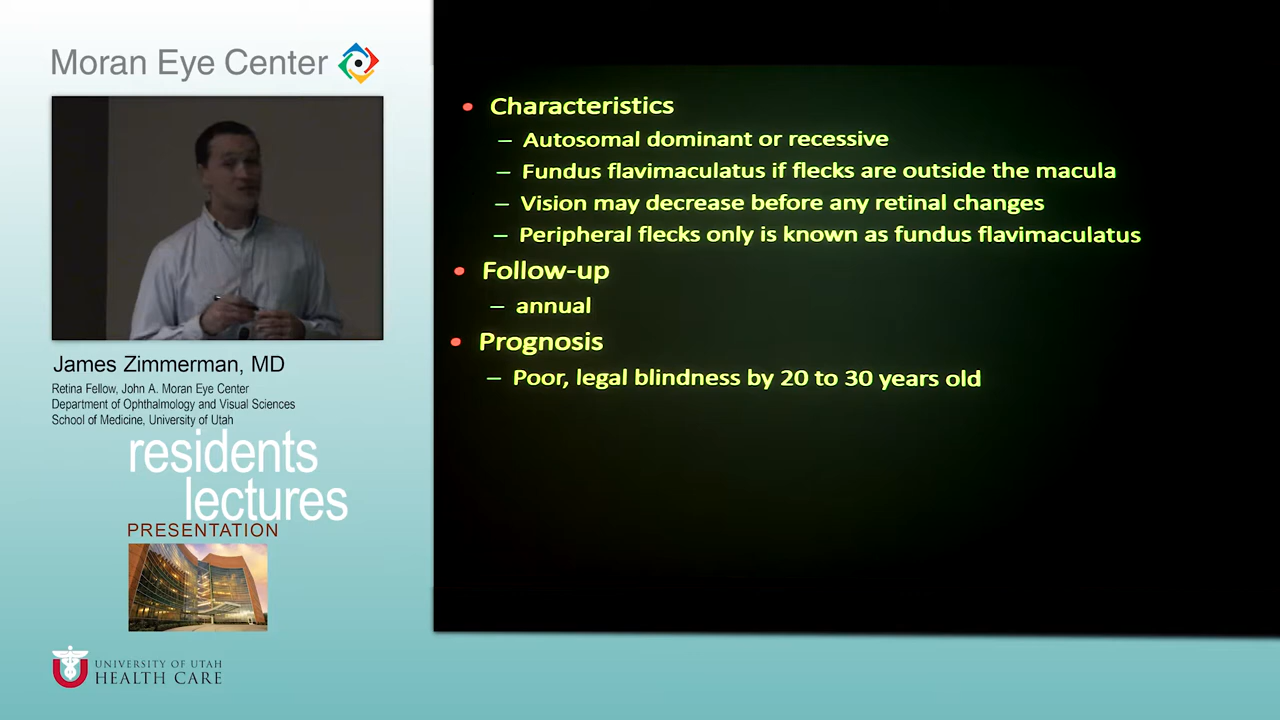 Moran Eye Center
James Zimmerman, MD
Retina Fellow, John A. Moran Eye Center
Department of Ophthalmology and Visual Sciences
School of Medicine, University of Utah
residents
lectures
PRESENTATION
UNIVERSITY OF UTAH
HEALTH CARE
• Characteristics
– Autosomal dominant or recessive
– Fundus flavimaculatus if flecks are outside the macula
– Vision may decrease before any retinal changes
– Peripheral flecks only is known as fundus flavimaculatus
• Follow-up
– annual
• Prognosis
– Poor, legal blindness by 20 to 30 years old